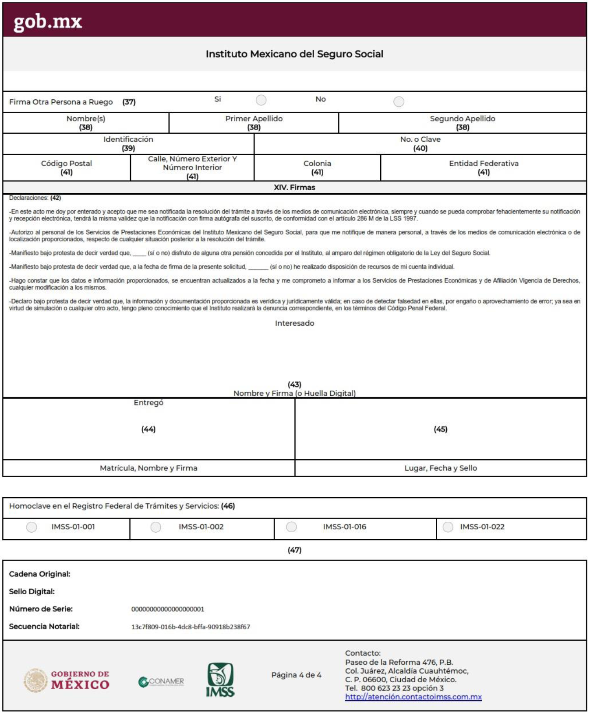 gob.mx
Instituto Mexicano del Seguro Social
Firma Otra Persona a Ruego (37) Si No
Nombre(s) Primer Apellido Segundo Apellido
(38) (38) (38)
Identificación No. o Clave
(39) (40)
Código Postal Calle, Número Exterior Y Número Interior Colonia Entidad Federativa
(41) (41) (41) (41)
XIV. Firmas
Declaraciones: (42)
-En este acto me doy por enterado y acepto que me sea notificada la resolución del trámite a través de los medios de comunicación electrónica, siempre y cuando se pueda comprobar fehacientemente su notificación
y recepción electrónica, tendrá la misma validez que la notificación con firma autógrafa del suscrito, de conformidad con el artículo 286 M de la LSS 1997.
-Autorizo al personal de los Servicios de Prestaciones Económicas del Instituto Mexicano del Seguro Social, para que me notifique de manera personal, a través de los medios de comunicación electrónica o de
localización proporcionados, respecto de cualquier situación posterior a la resolución del trámite.
-Manifiesto bajo protesta de decir verdad que, ____ (sí o no) disfruto de alguna otra pensión concedida por el Instituto, al amparo del régimen obligatorio de la Ley del Seguro Social.
-Manifiesto bajo protesta de decir verdad que, a la fecha de firma de la presente solicitud, ______ (sí o no) he realizado disposición de recursos de mi cuenta individual.
-Hago constar que los datos e información proporcionados, se encuentran actualizados a la fecha y me comprometo a informar a los Servicios de Prestaciones Económicas y de Afiliación Vigencia de Derechos,
cualquier modificación a los mismos.
-Declaro bajo protesta de decir verdad que, la información y documentación proporcionada es verídica y jurídicamente válida; en caso de detectar falsedad en ellas, por engaño o aprovechamiento de error; ya sea en
virtud de simulación o cualquier otro acto, tengo pleno conocimiento que el Instituto realizará la denuncia correspondiente, en los términos del Código Penal Federal.
Interesado
(43)
Nombre y Firma (o Huella Digital)
Entregó
(44) (45)
Matrícula, Nombre y Firma Lugar, Fecha y Sello
Homoclave en el Registro Federal de Trámites y Servicios: (46)
IMSS-01-001 IMSS-01-002 IMSS-01-016 IMSS-01-022
(47)
Cadena Original:
Sello Digital:
Número de Serie: 00000000000000000001
Secuencia Notarial: 13c7f809-016b-4dc8-bffa-90918b238f67
GOBIERNO DE
MÉXICO
CONAMER
IMSS
Página 4 de 4
Contacto:
Paseo de la Reforma 476, P.B.
Col. Juárez, Alcaldía Cuauhtémoc,
C. P. 06600, Ciudad de México.
Tel. 800 623 23 23 opción 3
http://atención.contactoimss.com.mx